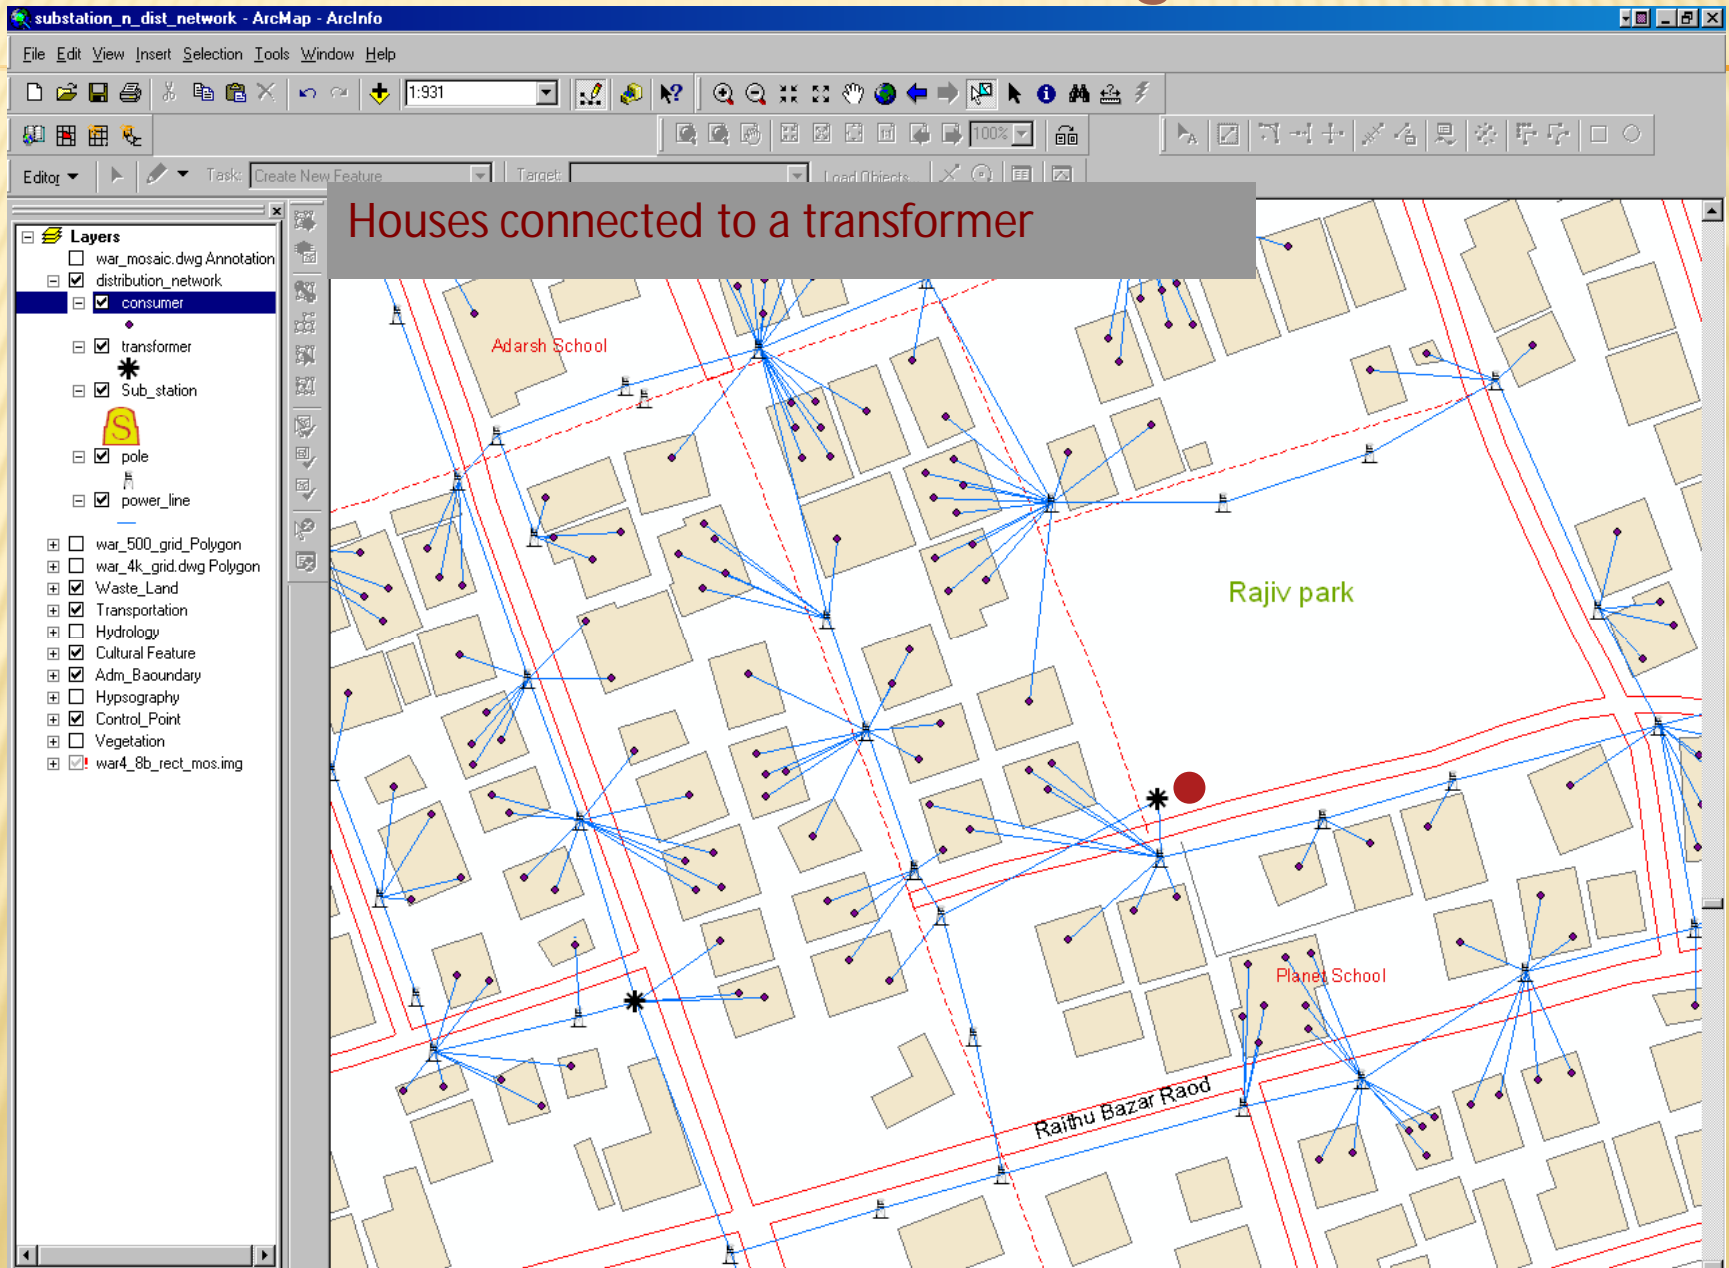 substation_n_dist_network - ArcMap - ArcInfo
File Edit View Insert Selection Tools Window Help
1:931
100%
Editor Task: Create New Feature Target: Load Objects
Houses connected to a transformer
Layers
war_mosaic.dwg Annotation
distribution_network
consumer
transformer
Sub_station
S
pole
power_line
war_500_grid_Polygon
war_4k_grid.dwg Polygon
Waste_Land
Transportation
Hydrology
Cultural Feature
Adm_Baoundary
Hypsography
Control_Point
Vegetation
war4_8b_rect_mos.img
Adarsh School
Rajiv park
Planet School
Raithu Bazar Raod